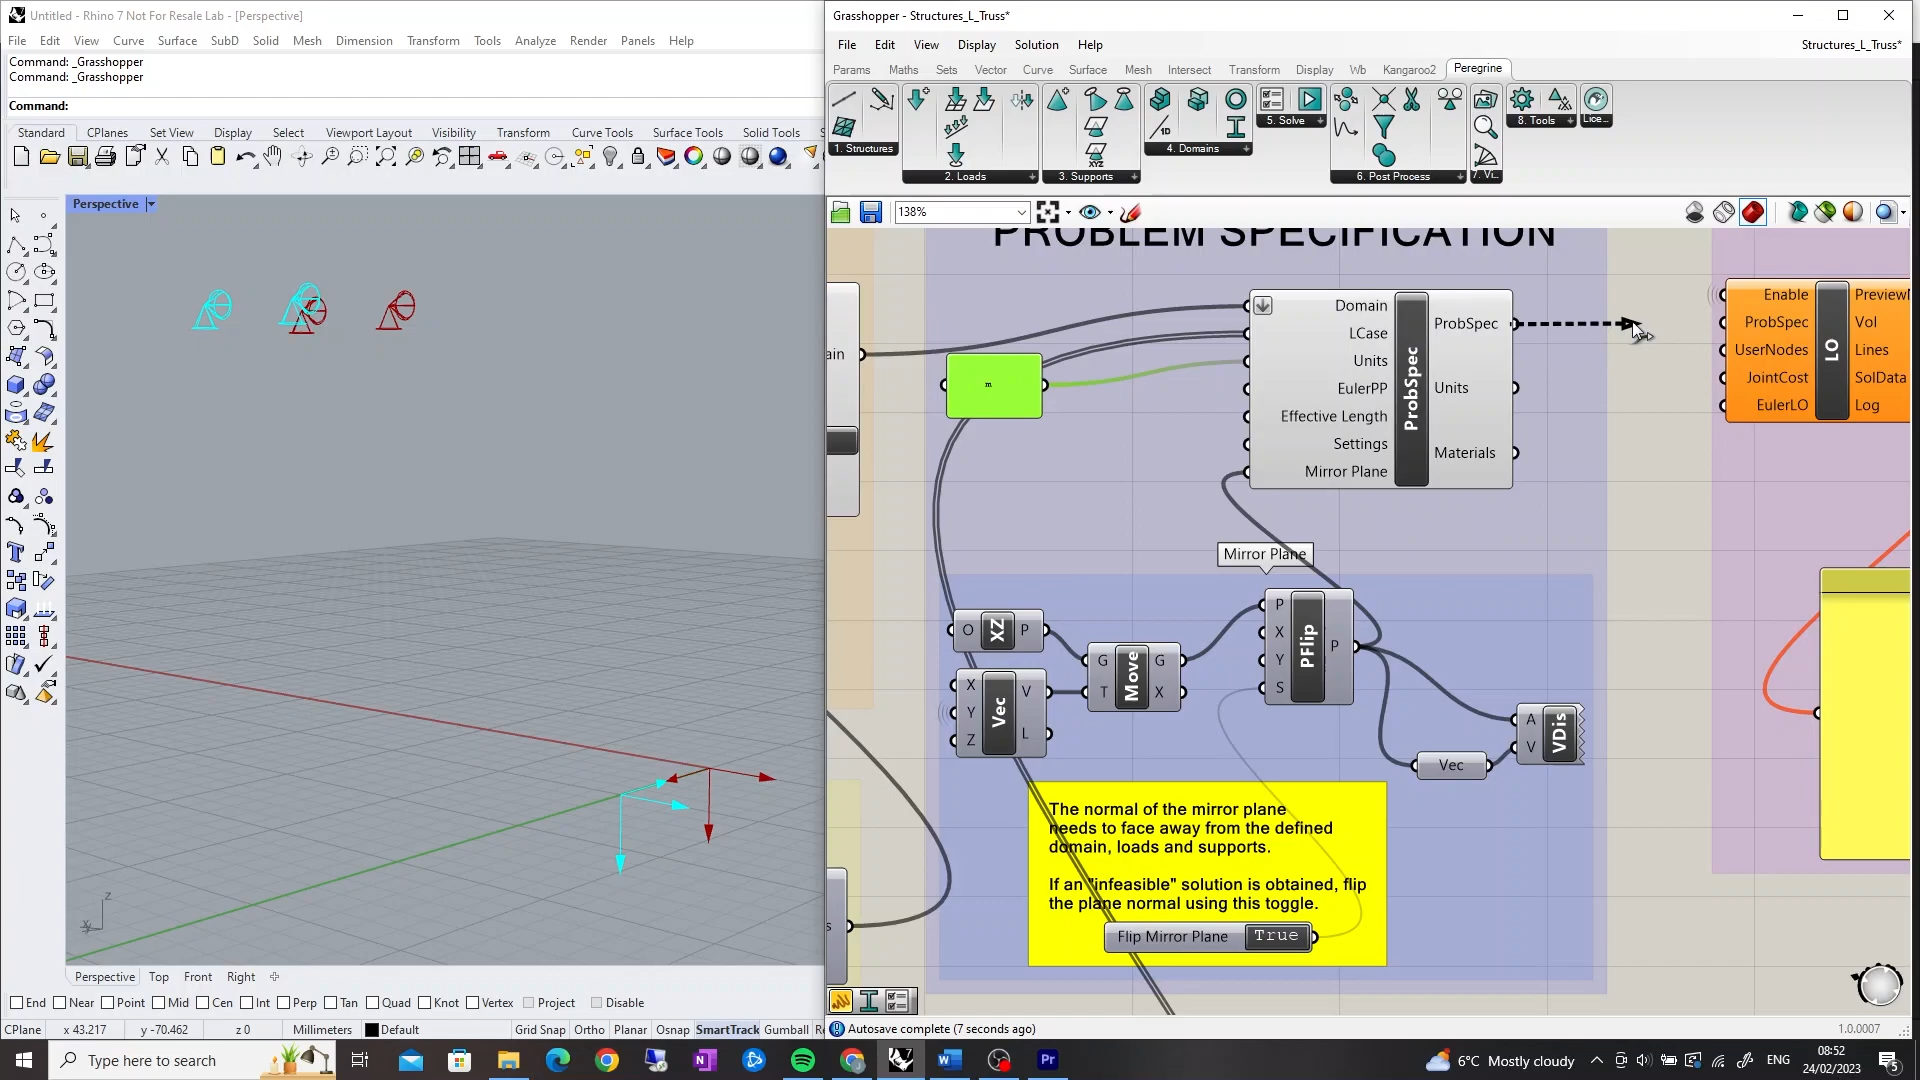 Untitled - Rhino 7 Not For Resale Lab - [Perspective]
File Edit View Curve Surface SubD Solid Mesh Dimension Transform Tools Analyze Render Panels Help
Command: _Grasshopper
Command: _Grasshopper
Command:
Standard CPlanes Set View Display Select Viewport Layout Visibility Transform Curve Tools Surface Tools Solid Tools
Perspective
z
x
y
Perspective Top Front Right
End Near Point Mid Cen Int Perp Tan Quad Knot Vertex Project Disable
CPlane x 43.217 y -70.462 z 0 Millimeters Default Grid Snap Ortho Planar Osnap SmartTrack Gumball
Grasshopper - Structures_L_Truss*
File Edit View Display Solution Help Structures_L_Truss*
Params Maths Sets Vector Curve Surface Mesh Intersect Transform Display Wb Kangaroo2 Peregrine
1. Structures
2. Loads
3. Supports
/1D
XYZ
4. Domains
5. Solve
6. Post Process
7. Vi...
8. Tools
Lice...
138%
PROBLEM SPECIFICATION
m
Domain
LCase
Units
EulerPP
Effective Length
Settings
Mirror Plane
ProbSpec
ProbSpec
Units
Materials
Enable
ProbSpec
UserNodes
JointCost
EulerLO
LO
Vol
Lines
SolData
Log
Mirror Plane
O XZ P
X
Y
Z
Vec
V
L
G
T
Move
G
X
P
X
Y
S
PFlip
P
Vec
A
V
VDis
The normal of the mirror plane
needs to face away from the defined
domain, loads and supports.
If an "infeasible" solution is obtained, flip
the plane normal using this toggle.
Flip Mirror Plane True
Autosave complete (7 seconds ago) 1.0.0007
Type here to search
6°C Mostly cloudy
ENG
08:52
24/02/2023
5